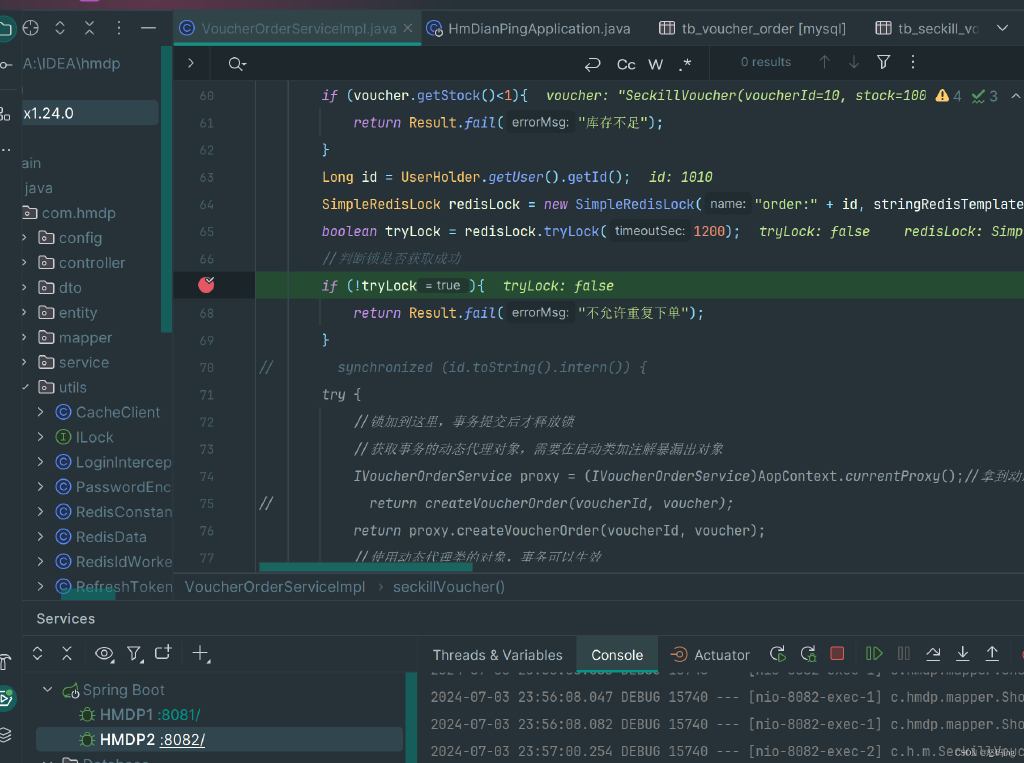 VoucherOrderServiceImpl.java × HmDianPingApplication.java tb_voucher_order [mysql] tb_seckill_vo
A:\IDEA\hmdp
Cc W .* 0 results
x1.24.0
ain
java
com.hmdp
config
controller
dto
entity
mapper
service
utils
CacheClient
ILock
LoginIntercep
PasswordEnc
RedisConstan
RedisData
RedisIdWorke
RefreshToken
60 if (voucher.getStock()<1){ voucher: "SeckillVoucher(voucherId=10, stock=100 4 3
61 return Result.fail( errorMsg: "库存不足");
62 }
63 Long id = UserHolder.getUser().getId(); id: 1010
64 SimpleRedisLock redisLock = new SimpleRedisLock( name: "order:" + id, stringRedisTemplate
65 boolean tryLock = redisLock.tryLock( timeoutSec: 1200); tryLock: false redisLock: Simp
66 //判断锁是否获取成功
if (!tryLock = true ){ tryLock: false
68 return Result.fail( errorMsg: "不允许重复下单");
69 }
70 // synchronized (id.toString().intern()) {
71 try {
72 //锁加到这里，事务提交后才释放锁
73 //获取事务的动态代理对象，需要在启动类加注解暴漏出对象
74 IVoucherOrderService proxy = (IVoucherOrderService)AopContext.currentProxy();//拿到动
75 // return createVoucherOrder(voucherId, voucher);
76 return proxy.createVoucherOrder(voucherId, voucher);
77 //使用动态代理类的对象，事务可以生效
VoucherOrderServiceImpl > seckillVoucher()
Services
Threads & Variables Console Actuator
Spring Boot
HMDP1 :8081/
HMDP2 :8082/
Database
2024-07-03 23:56:08.047 DEBUG 15740 --- [nio-8082-exec-1] c.hmdp.mapper.Sho
2024-07-03 23:56:08.082 DEBUG 15740 --- [nio-8082-exec-1] c.hmdp.mapper.Sho
2024-07-03 23:57:00.254 DEBUG 15740 --- [nio-8082-exec-2] c.h.m.SeckillVouc